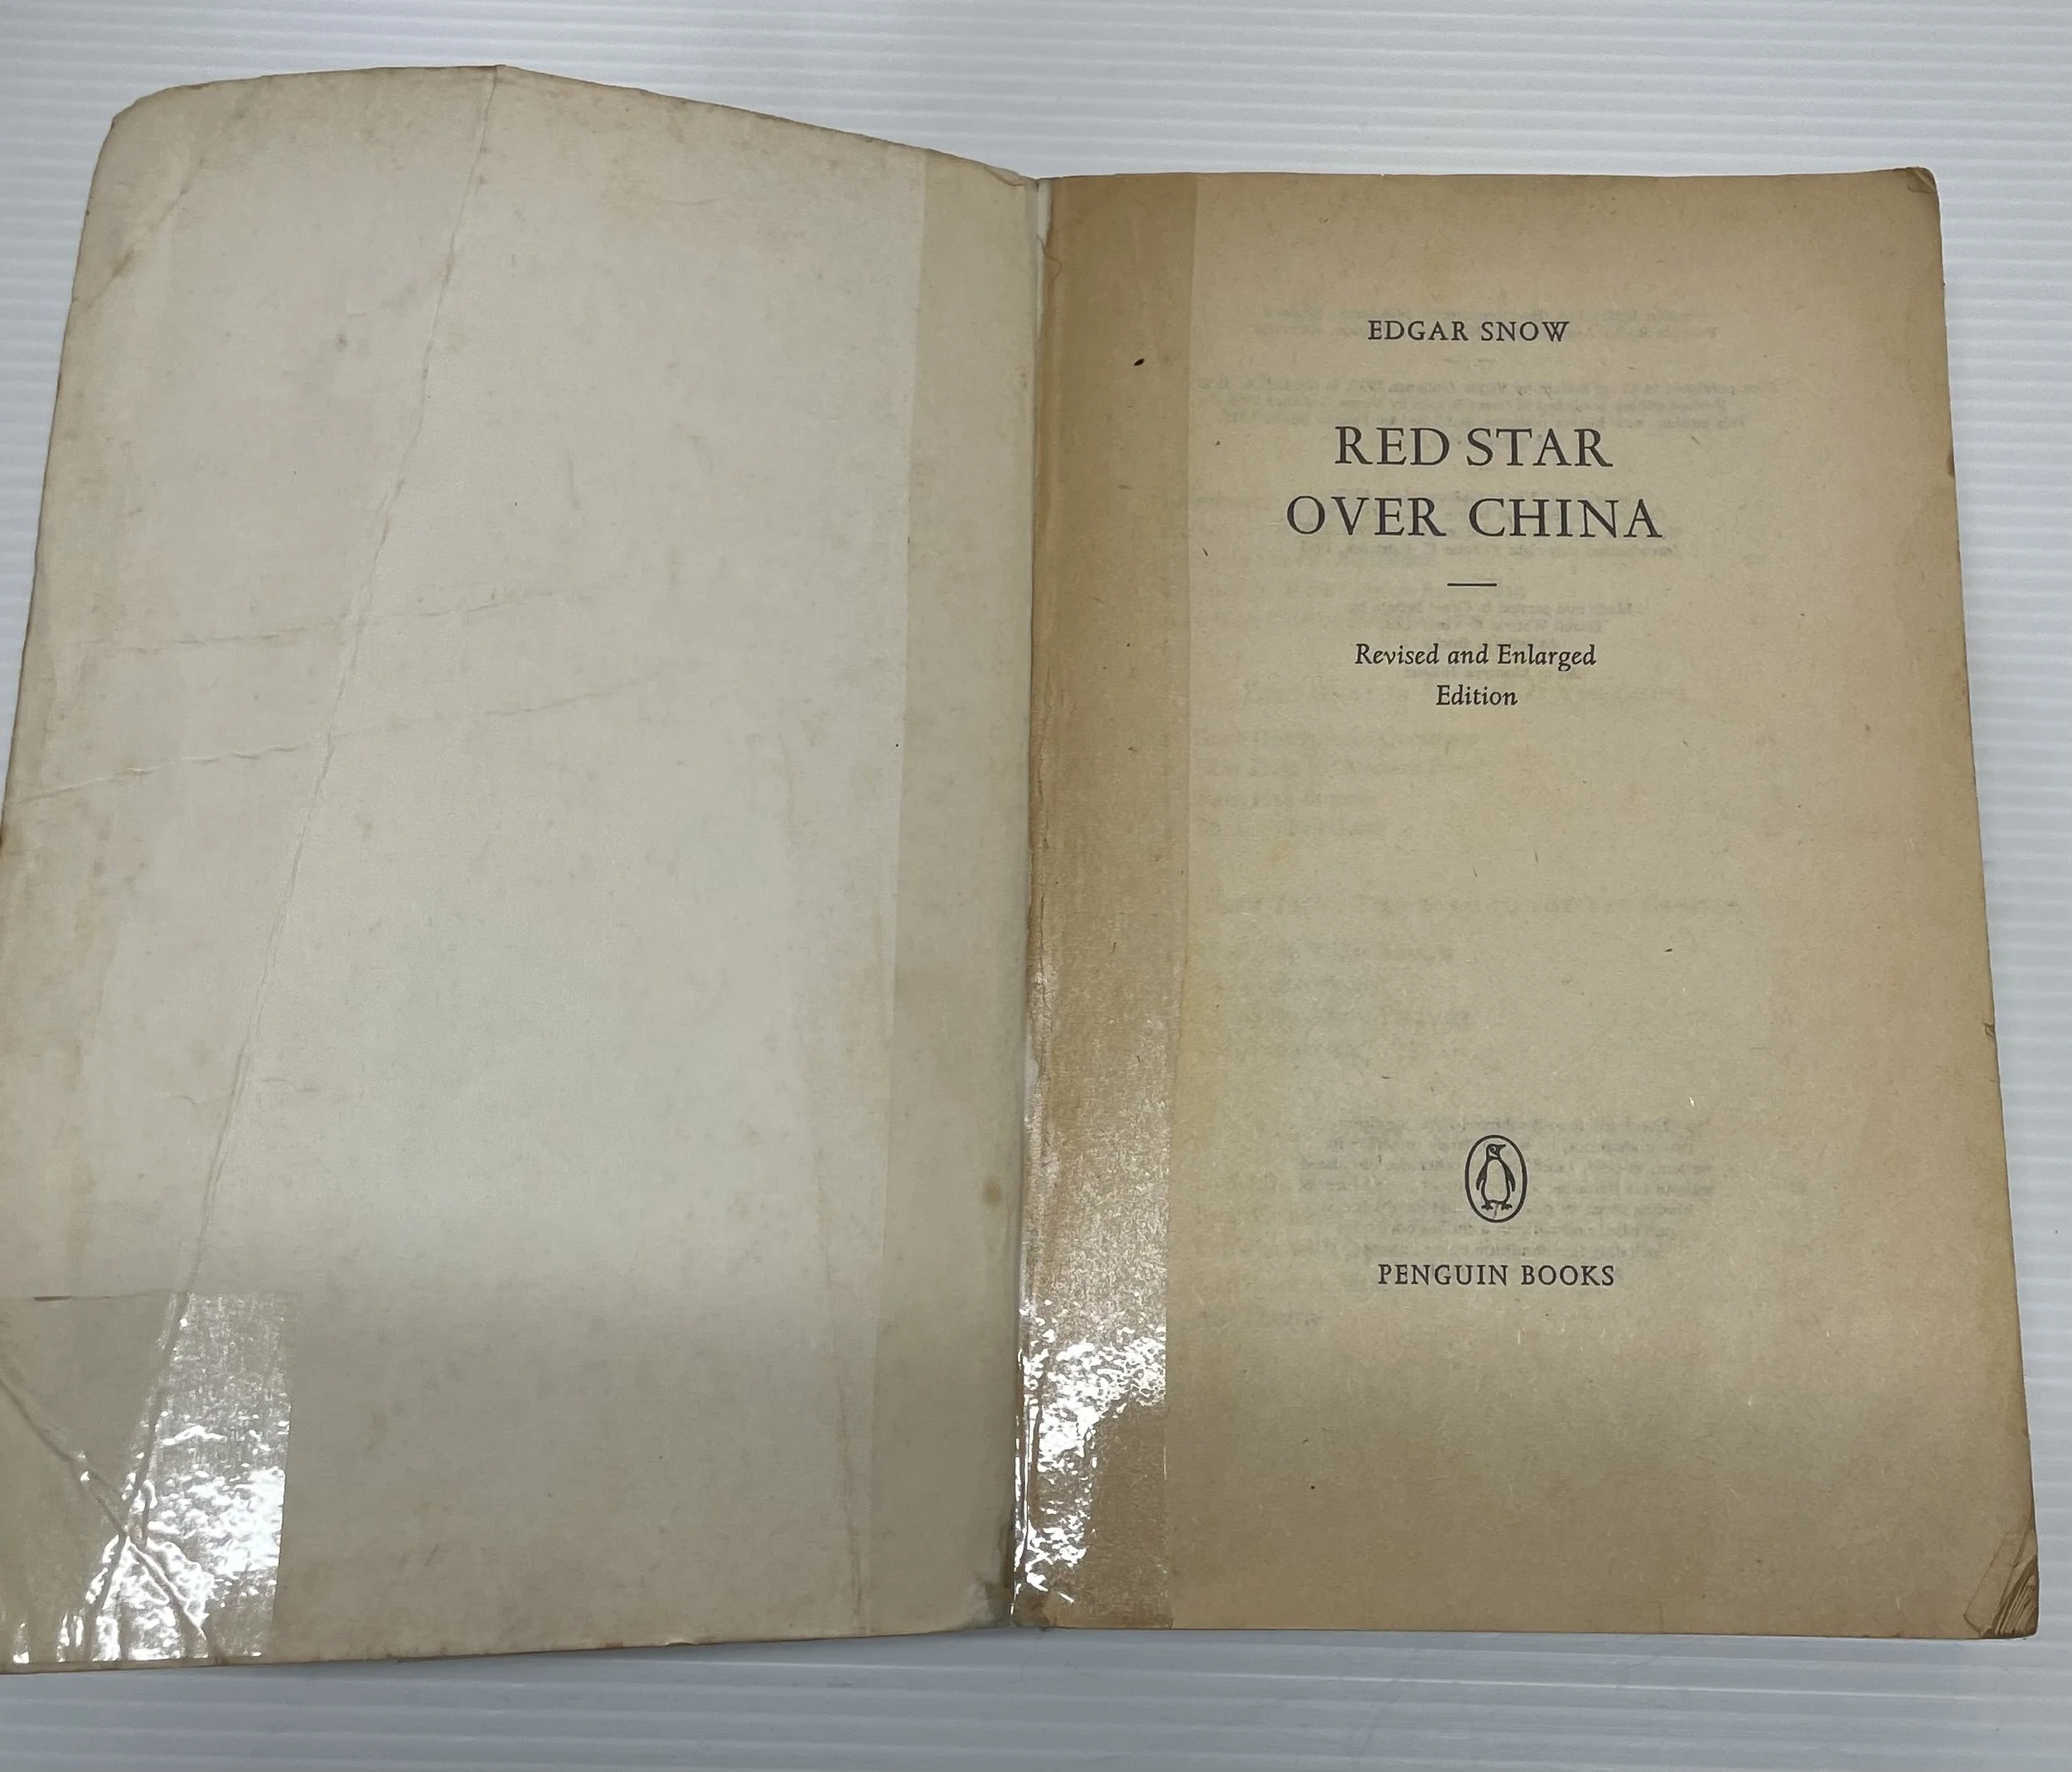 EDGAR SNOW
RED STAR
OVER CHINA
Revised and Enlarged
Edition
PENGUIN BOOKS